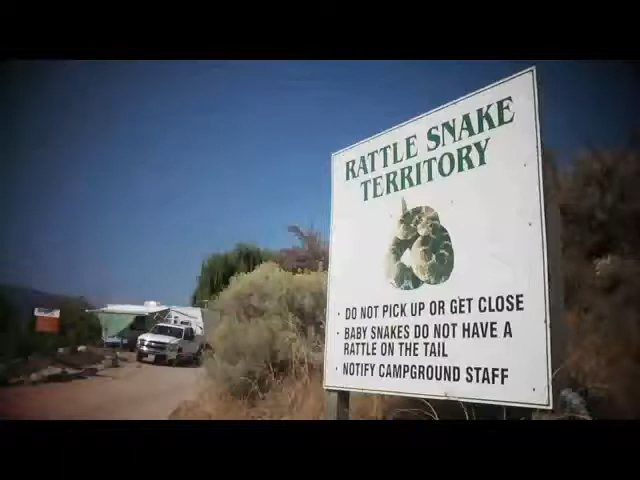 RATTLE SNAKE
TERRITORY
· DO NOT PICK UP OR GET CLOSE
· BABY SNAKES DO NOT HAVE A
RATTLE ON THE TAIL
· NOTIFY CAMPGROUND STAFF